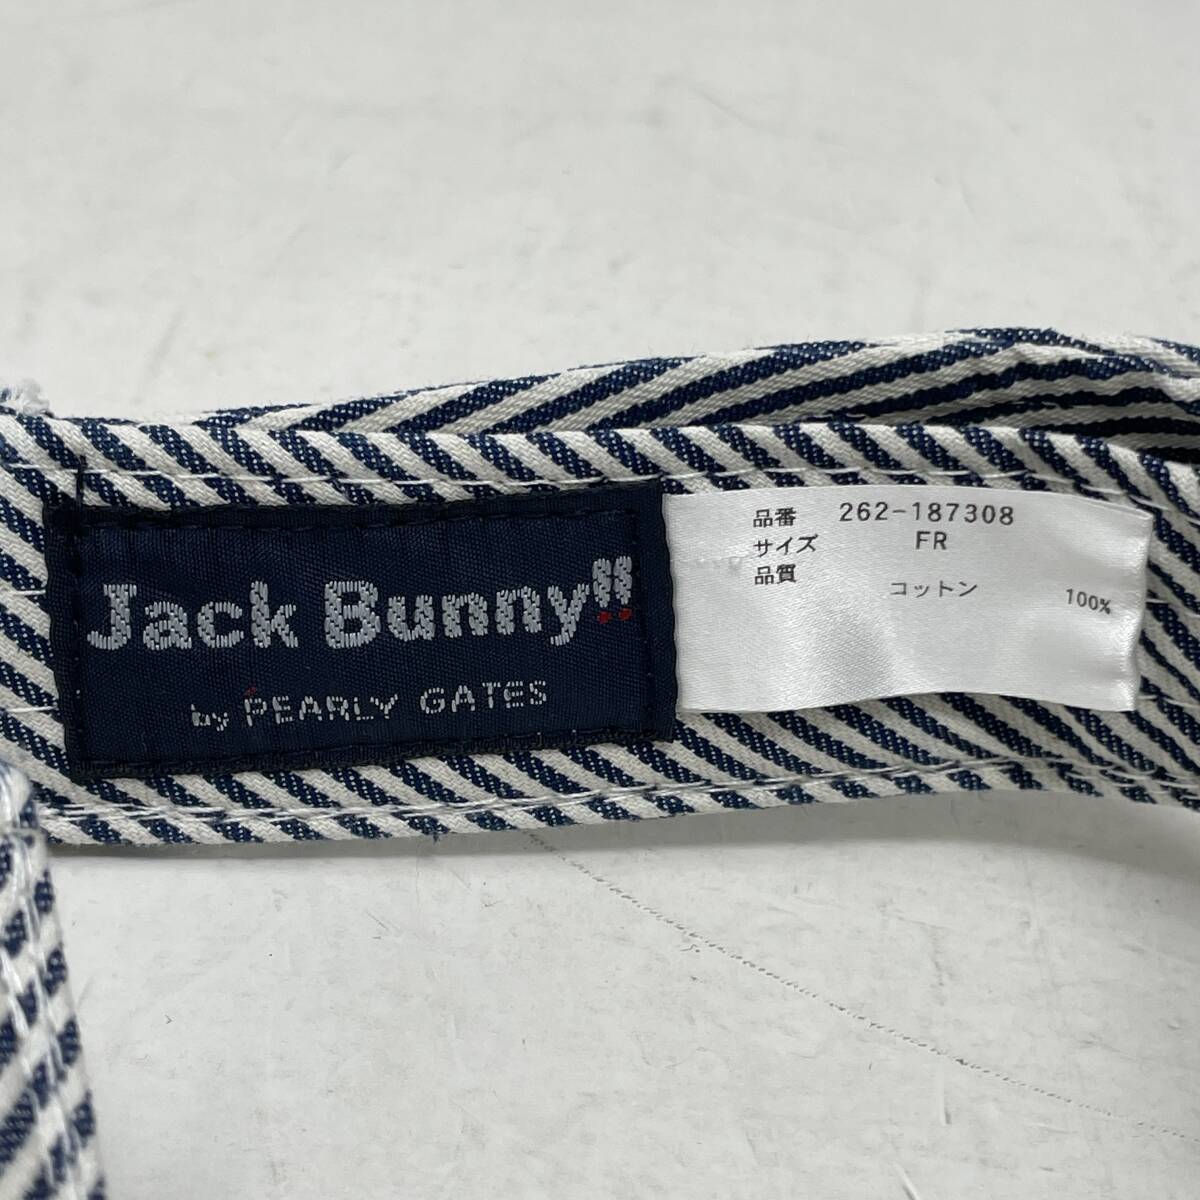 Jack Bunny!!
by PEARLY GATES
品番 262-187308
サイズ FR
品質 コットン 100%